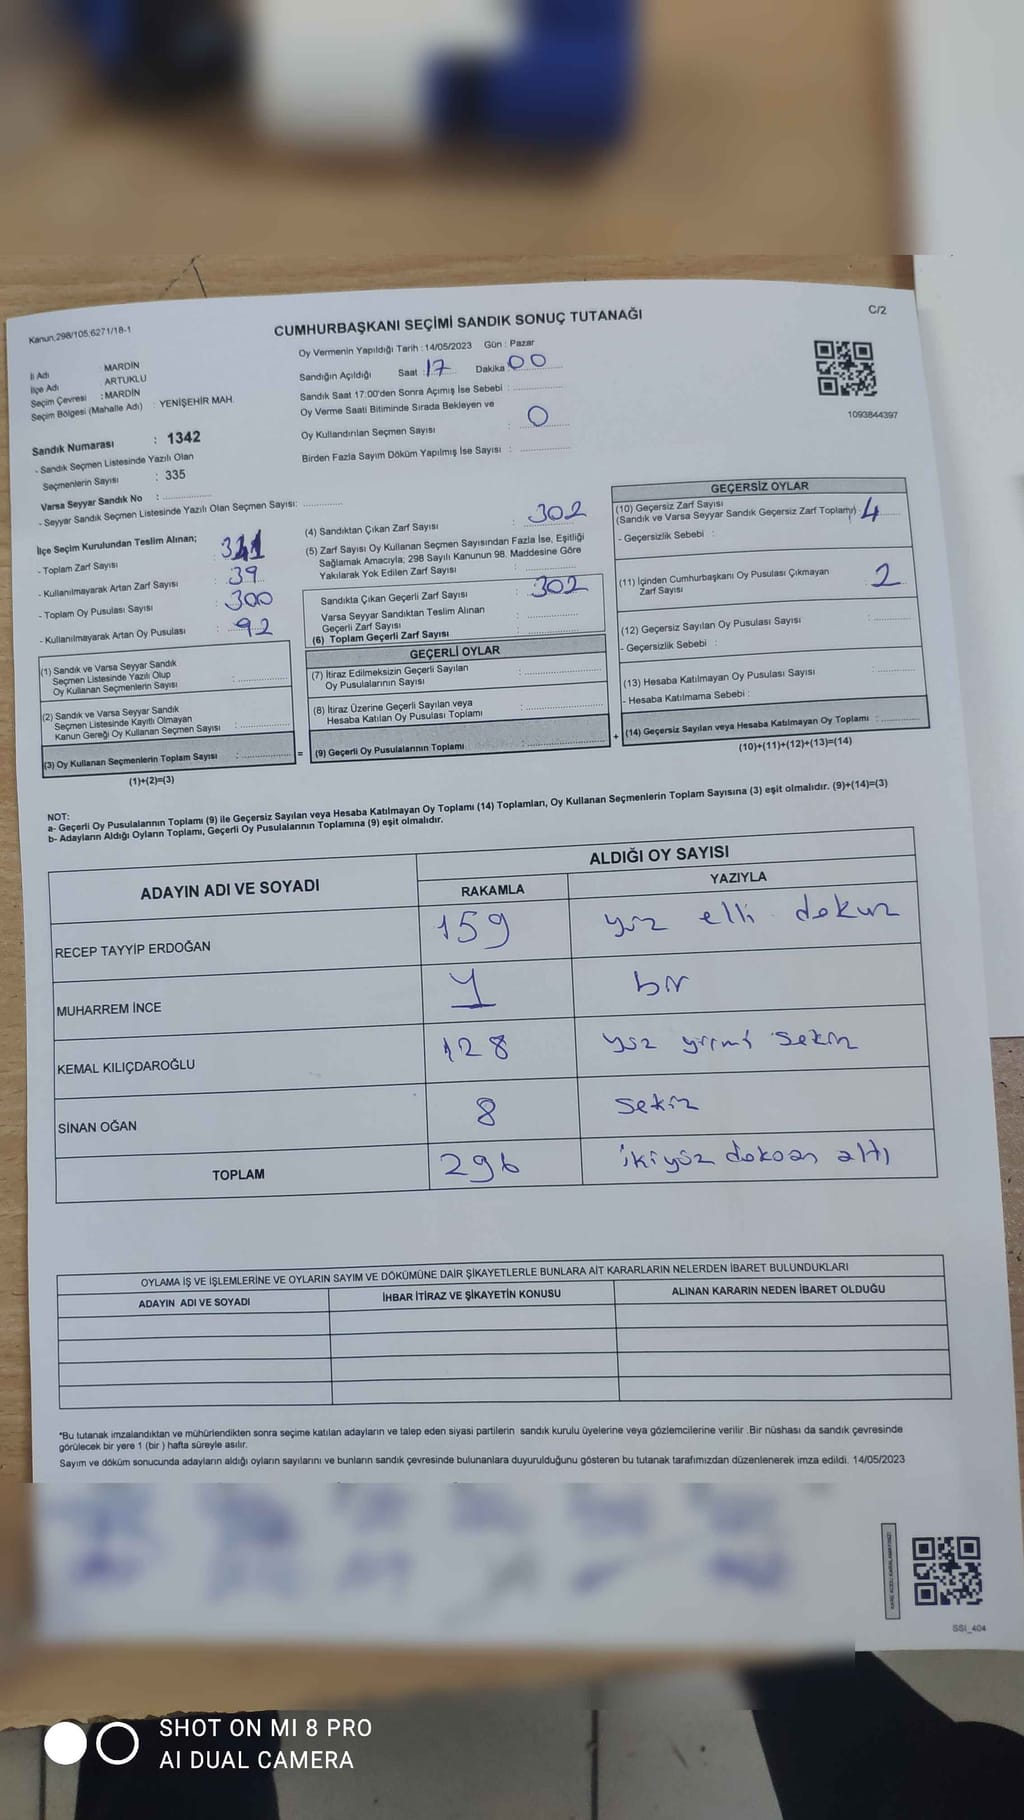 Kanun,298/105,6271/18-1
C/2
CUMHURBAŞKANI SEÇİMİ SANDIK SONUÇ TUTANAĞI
Oy Vermenin Yapıldığı Tarih : 14/05/2023 Gün : Pazar
İl Adı MARDİN
İlçe Adı ARTUKLU
Seçim Çevresi : MARDİN
Seçim Bölgesi (Mahalle Adı) : YENİŞEHİR MAH.
Sandığın Açıldığı Saat : 17 Dakika : 00
Sandık Saat 17:00'den Sonra Açımış İse Sebebi :
Oy Verme Saati Bitiminde Sırada Bekleyen ve
Oy Kullandırılan Seçmen Sayısı : 0
Birden Fazla Sayım Döküm Yapılmış İse Sayısı :
1093844397
Sandık Numarası : 1342
- Sandık Seçmen Listesinde Yazılı Olan
Seçmenlerin Sayısı : 335
Varsa Seyyar Sandık No :
- Seyyar Sandık Seçmen Listesinde Yazılı Olan Seçmen Sayısı:
İlçe Seçim Kurulundan Teslim Alınan;
- Toplam Zarf Sayısı
- Kullanılmayarak Artan Zarf Sayısı : 39
- Toplam Oy Pusulası Sayısı : 300
- Kullanılmayarak Artan Oy Pusulası : 92
(1) Sandık ve Varsa Seyyar Sandık
Seçmen Listesinde Yazılı Olup
Oy Kullanan Seçmenlerin Sayısı :
(2) Sandık ve Varsa Seyyar Sandık
Seçmen Listesinde Kayıtlı Olmayan
Kanun Gereği Oy Kullanan Seçmen Sayısı :
(3) Oy Kullanan Seçmenlerin Toplam Sayısı : =
(1)+(2)=(3)
(4) Sandıktan Çıkan Zarf Sayısı : 302
(5) Zarf Sayısı Oy Kullanan Seçmen Sayısından Fazla İse, Eşitliği
Sağlamak Amacıyla; 298 Sayılı Kanunun 98. Maddesine Göre
Yakılarak Yok Edilen Zarf Sayısı :
Sandıkta Çıkan Geçerli Zarf Sayısı : 302
Varsa Seyyar Sandıktan Teslim Alınan
Geçerli Zarf Sayısı :
(6) Toplam Geçerli Zarf Sayısı :
GEÇERLİ OYLAR
(7) İtiraz Edilmeksizin Geçerli Sayılan
Oy Pusulalarının Sayısı :
(8) İtiraz Üzerine Geçerli Sayılan veya
Hesaba Katılan Oy Pusulası Toplamı :
(9) Geçerli Oy Pusulalarının Toplamı : +
GEÇERSİZ OYLAR
(10) Geçersiz Zarf Sayısı
(Sandık ve Varsa Seyyar Sandık Geçersiz Zarf Toplamı) : 4
- Geçersizlik Sebebi :
(11) İçinden Cumhurbaşkanı Oy Pusulası Çıkmayan
Zarf Sayısı 2
(12) Geçersiz Sayılan Oy Pusulası Sayısı :
- Geçersizlik Sebebi :
(13) Hesaba Katılmayan Oy Pusulası Sayısı :
- Hesaba Katılmama Sebebi :
(14) Geçersiz Sayılan veya Hesaba Katılmayan Oy Toplamı :
(10)+(11)+(12)+(13)=(14)
NOT:
a- Geçerli Oy Pusulalarının Toplamı (9) ile Geçersiz Sayılan veya Hesaba Katılmayan Oy Toplamı (14) Toplamları, Oy Kullanan Seçmenlerin Toplam Sayısına (3) eşit olmalıdır. (9)+(14)=(3)
b- Adayların Aldığı Oyların Toplamı, Geçerli Oy Pusulalarının Toplamına (9) eşit olmalıdır.
ADAYIN ADI VE SOYADI ALDIĞI OY SAYISI
RAKAMLA YAZIYLA
RECEP TAYYİP ERDOĞAN 159 yüz elli dokuz
MUHARREM İNCE 1 bir
KEMAL KILIÇDAROĞLU 128 yüz yirmi sekiz
SİNAN OĞAN 8 sekiz
TOPLAM 296 ikiyüz doksan altı
OYLAMA İŞ VE İŞLEMLERİNE VE OYLARIN SAYIM VE DÖKÜMÜNE DAİR ŞİKAYETLERLE BUNLARA AİT KARARLARIN NELERDEN İBARET BULUNDUKLARI
ADAYIN ADI VE SOYADI İHBAR İTİRAZ VE ŞİKAYETİN KONUSU ALINAN KARARIN NEDEN İBARET OLDUĞU
*Bu tutanak imzalandıktan ve mühürlendikten sonra seçime katılan adayların ve talep eden siyasi partilerin sandık kurulu üyelerine veya gözlemcilerine verilir .Bir nüshası da sandık çevresinde
görülecek bir yere 1 (bir ) hafta süreyle asılır.
Sayım ve döküm sonucunda adayların aldığı oyların sayılarını ve bunların sandık çevresinde bulunanlara duyurulduğunu gösteren bu tutanak tarafımızdan düzenlenerek imza edildi. 14/05/2023
SSI_404
SHOT ON MI 8 PRO
AI DUAL CAMERA